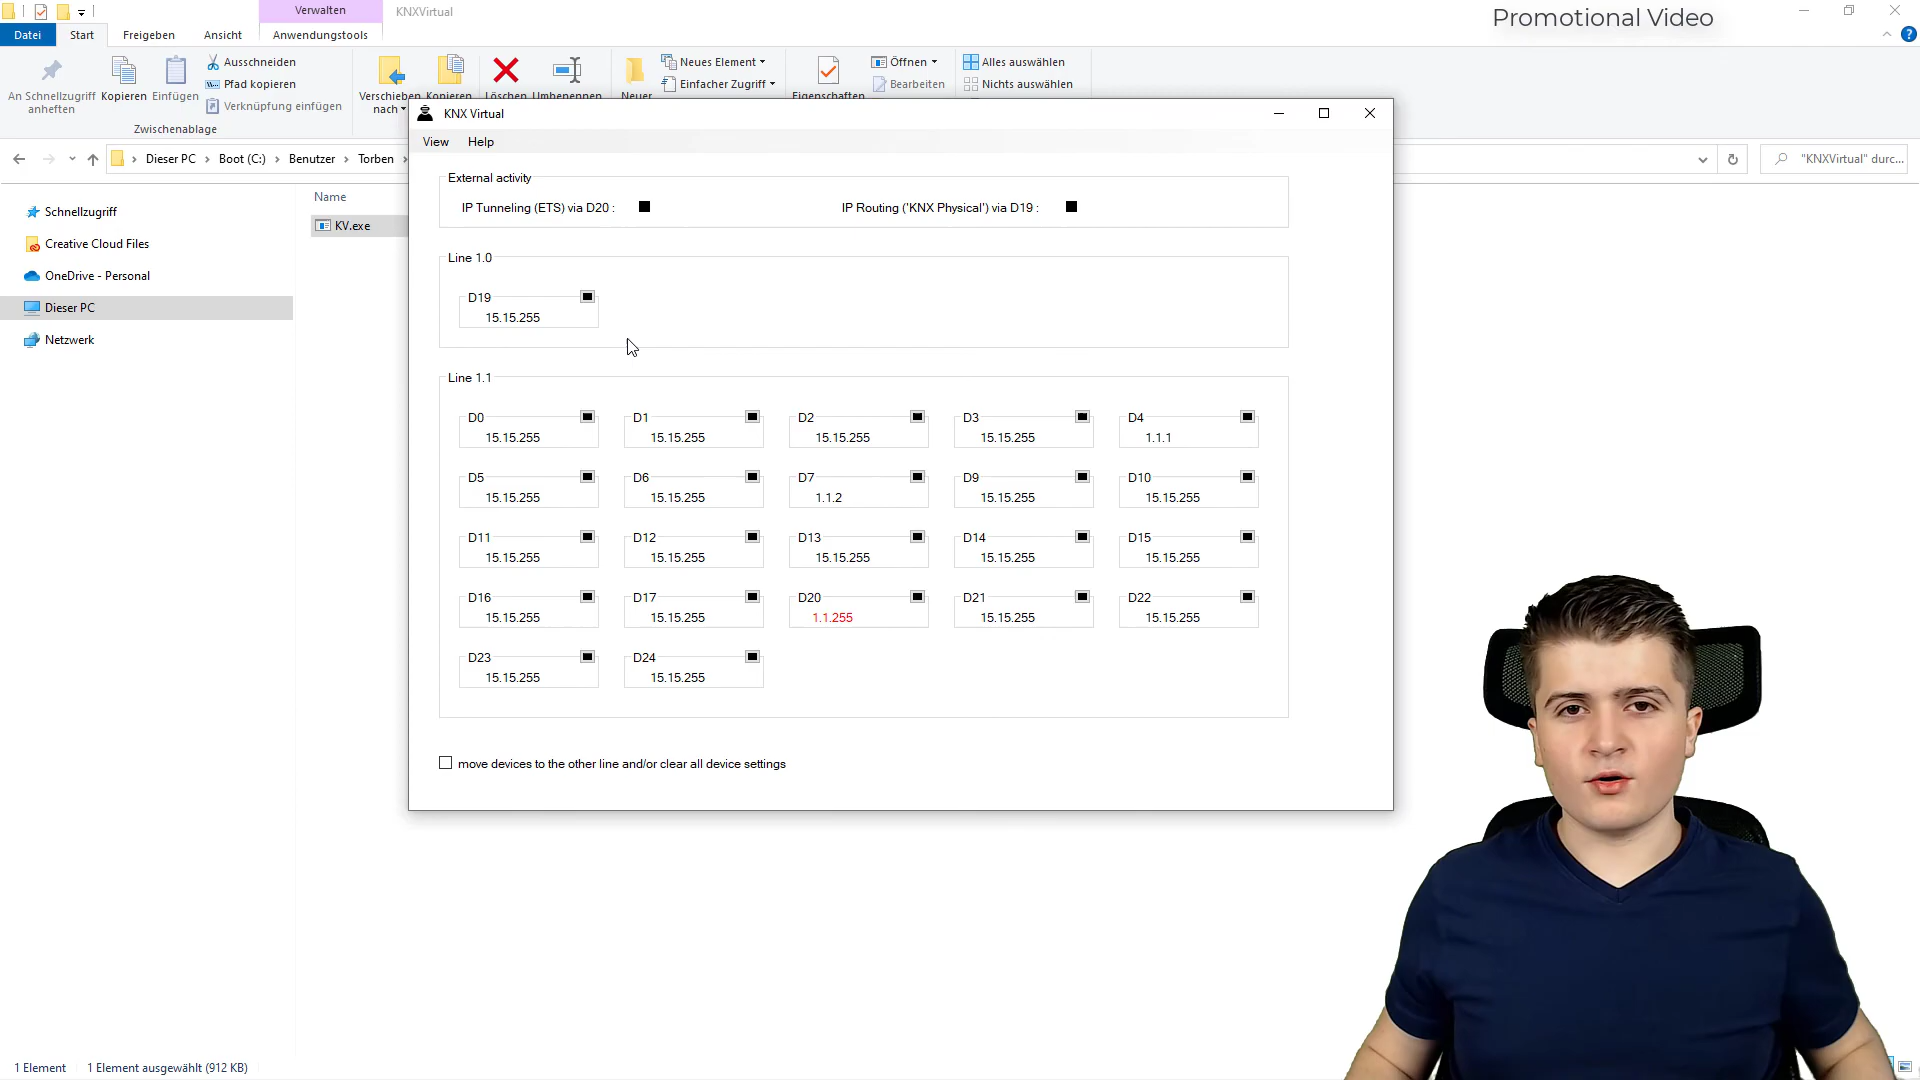 Verwalten
KNXVirtual
Promotional Video
Datei
Start
Freigeben
Ansicht
Anwendungstools
An Schnellzugriff
anheften
Kopieren
Einfügen
Ausschneiden
Pfad kopieren
Verknüpfung einfügen
Zwischenablage
Verschieben
nach
Kopieren
Löschen
Umbenennen
Neuer
Neues Element
Einfacher Zugriff
Eigenschaften
Öffnen
Bearbeiten
Alles auswählen
Nichts auswählen
Dieser PC
Boot (C:)
Benutzer
Torben
"KNXVirtual" durc...
Schnellzugriff
Creative Cloud Files
OneDrive - Personal
Dieser PC
Netzwerk
Name
KV.exe
KNX Virtual
View
Help
External activity
IP Tunneling (ETS) via D20 :
IP Routing ('KNX Physical') via D19 :
Line 1.0
D19
15.15.255
Line 1.1
D0
15.15.255
D1
15.15.255
D2
15.15.255
D3
15.15.255
D4
1.1.1
D5
15.15.255
D6
15.15.255
D7
1.1.2
D9
15.15.255
D10
15.15.255
D11
15.15.255
D12
15.15.255
D13
15.15.255
D14
15.15.255
D15
15.15.255
D16
15.15.255
D17
15.15.255
D20
1.1.255
D21
15.15.255
D22
15.15.255
D23
15.15.255
D24
15.15.255
move devices to the other line and/or clear all device settings
1 Element
1 Element ausgewählt (912 KB)